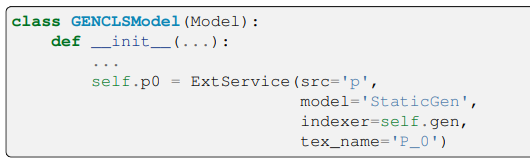 class GENCLSModel(Model):
    def __init__(...):
        ...
        self.p0 = ExtService(src='p',
                             model='StaticGen',
                             indexer=self.gen,
                             tex_name='P_0')